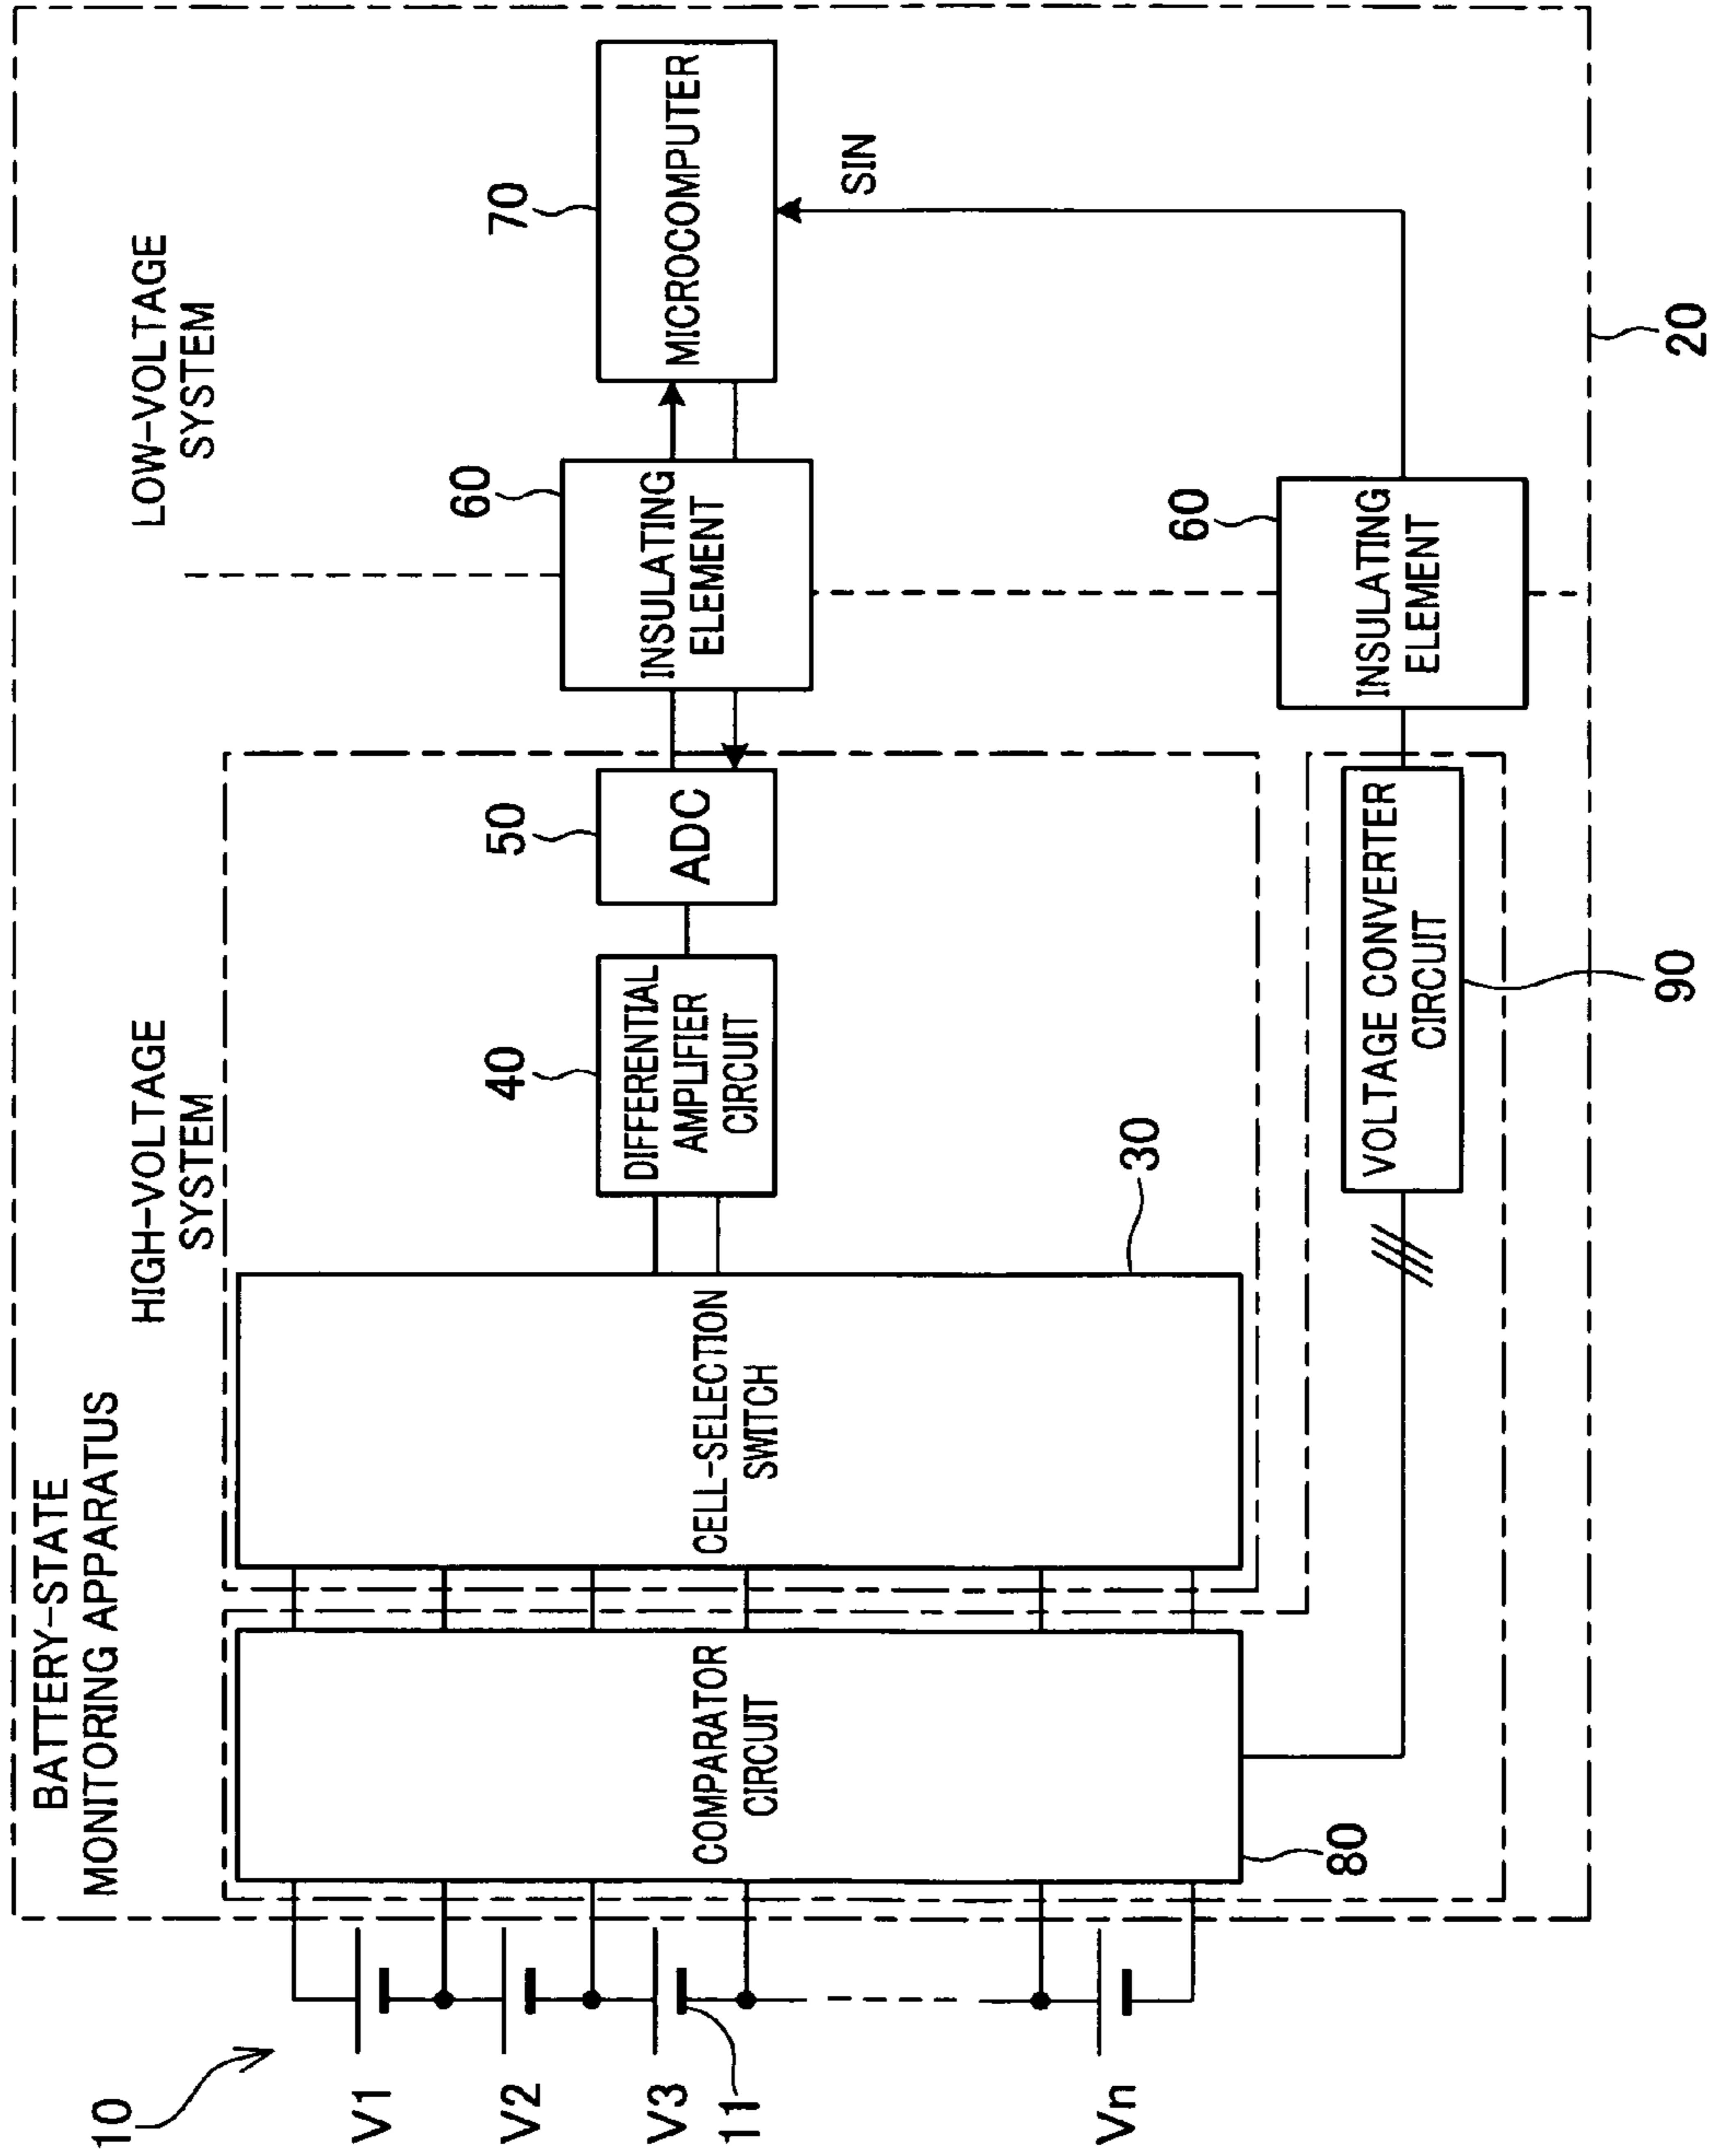 BATTERY-STATE
MONITORING APPARATUS
HIGH-VOLTAGE
SYSTEM
LOW-VOLTAGE
SYSTEM
10
V1
V2
V3
11
Vn
COMPARATOR
CIRCUIT
80
CELL-SELECTION
SWITCH
30
40
DIFFERENTIAL
AMPLIFIER
CIRCUIT
50
ADC
60
INSULATING
ELEMENT
70
MICROCOMPUTER
SIN
VOLTAGE CONVERTER
CIRCUIT
90
60
INSULATING
ELEMENT
20